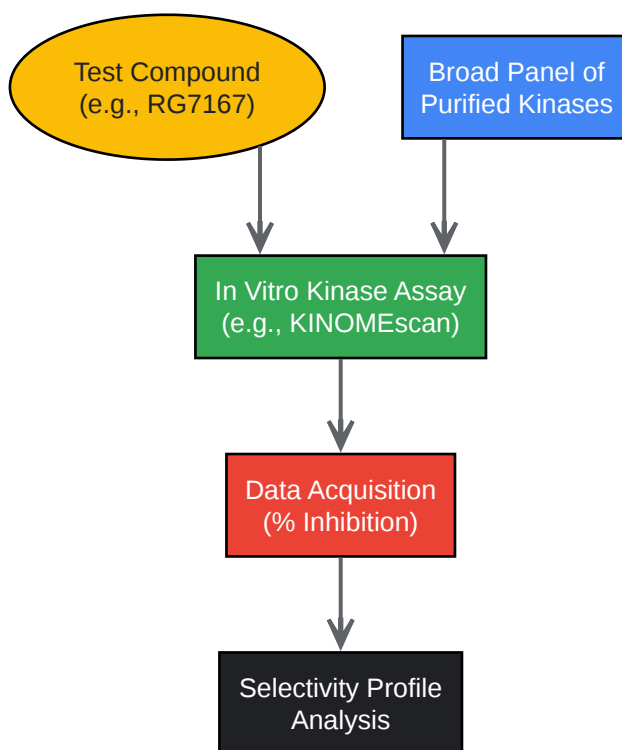 Test Compound
(e.g., RG7167)
Broad Panel of
Purified Kinases
In Vitro Kinase Assay
(e.g., KINOMEscan)
Data Acquisition
(% Inhibition)
Selectivity Profile
Analysis